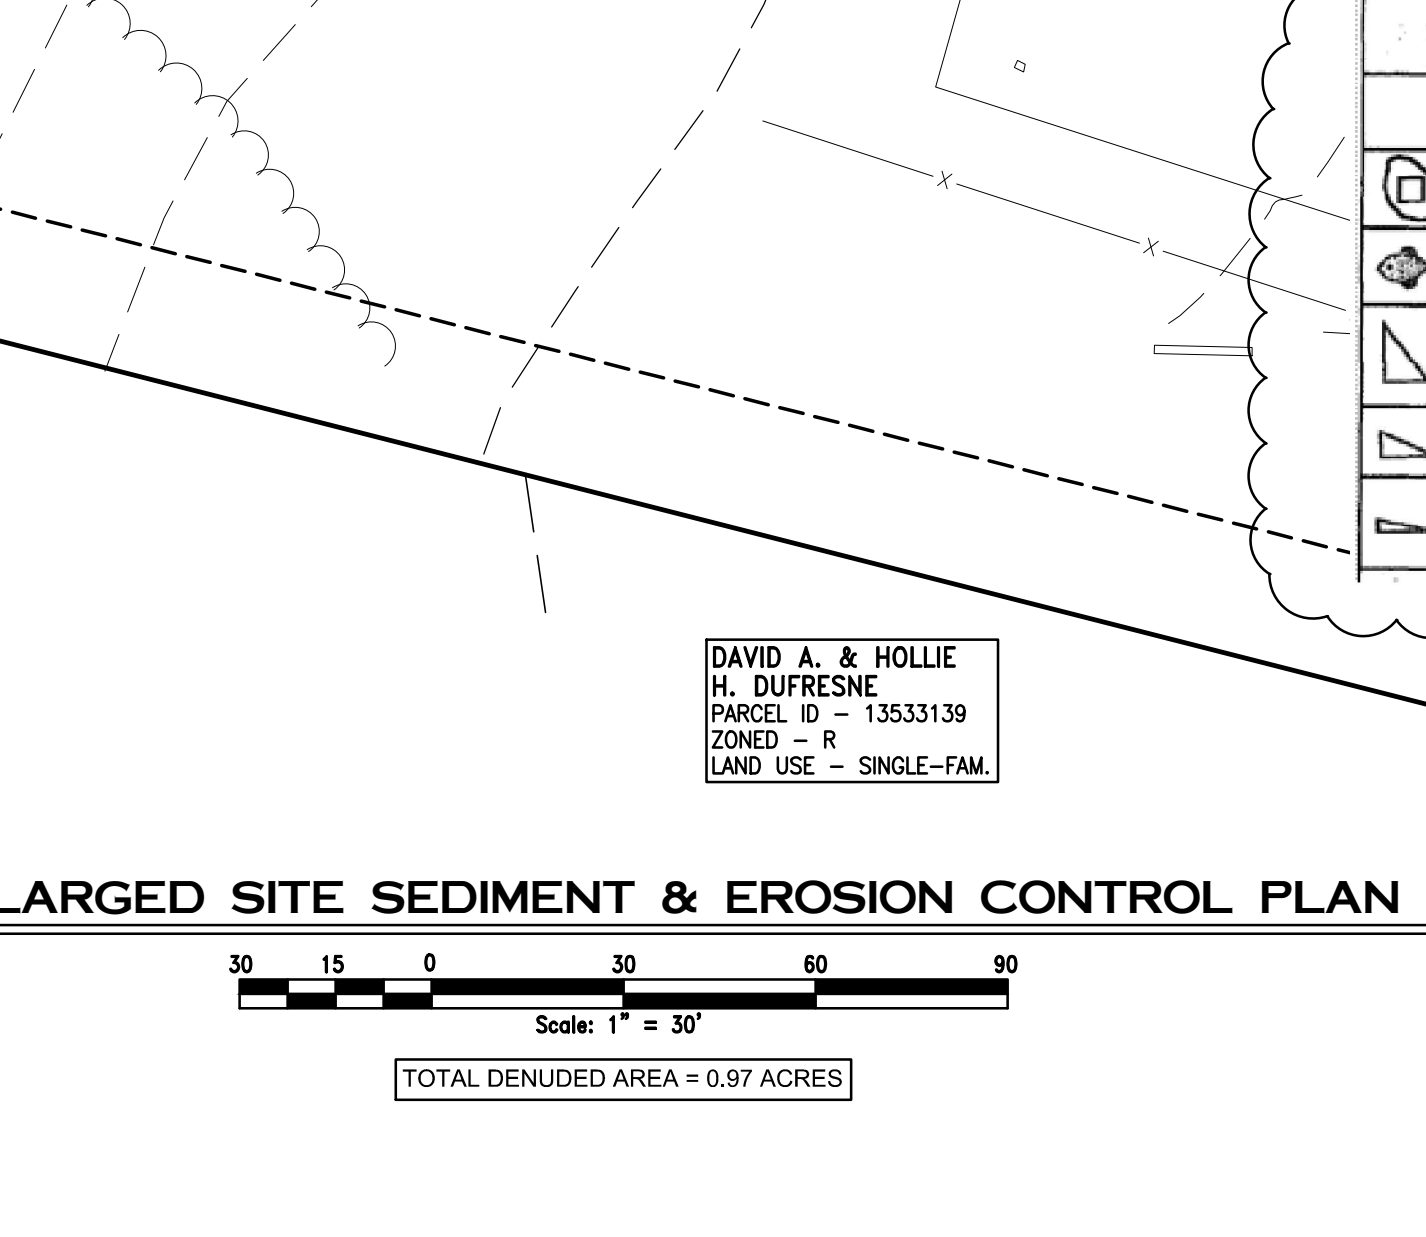 X
X
DAVID A. & HOLLIE
H. DUFRESNE
PARCEL ID – 13533139
ZONED – R
LAND USE – SINGLE–FAM.
LARGED SITE SEDIMENT & EROSION CONTROL PLAN
30 15 0 30 60 90
Scale: 1" = 30'
TOTAL DENUDED AREA = 0.97 ACRES